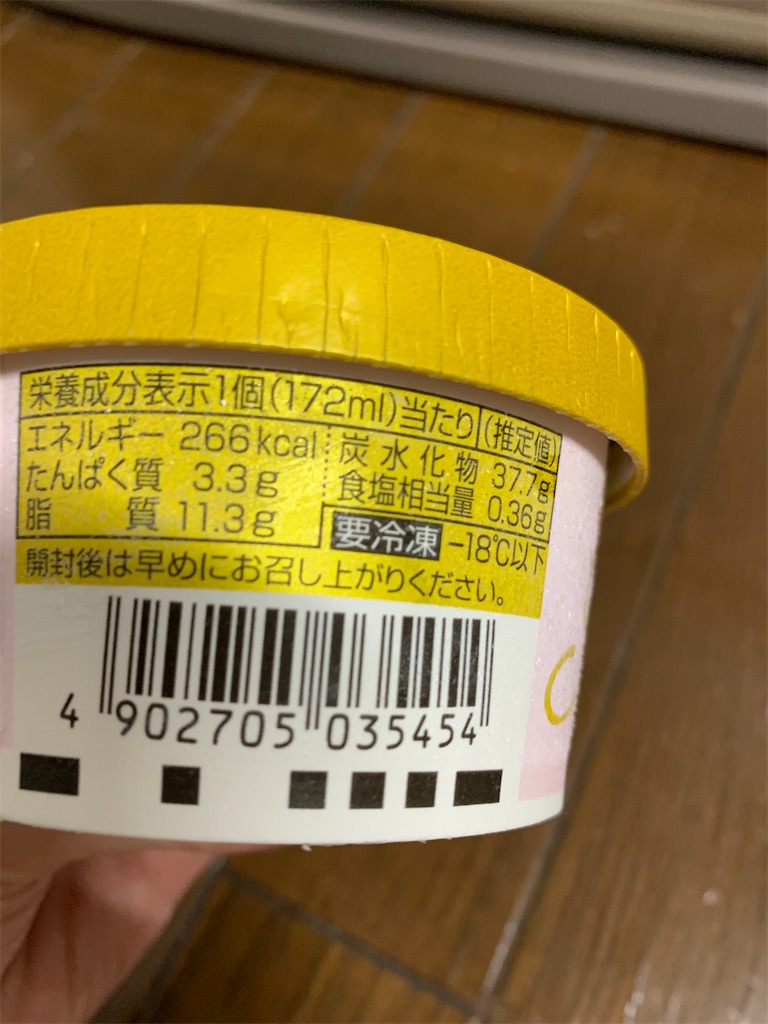 栄養成分表示1個(172ml)当たり(推定値)
エネルギー 266kcal
たんぱく質 3.3g
脂質 11.3g
炭水化物 37.7g
食塩相当量 0.36g
要冷凍 -18℃以下
開封後は早めにお召し上がりください。
4 902705 035454